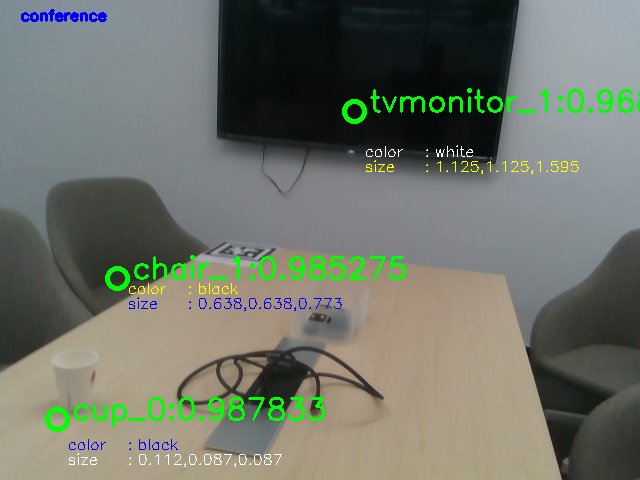 conference
tvmonitor_1:0.96
color : white
size : 1.125,1.125,1.595
chair_1:0.985275
color : black
size : 0.638,0.638,0.773
cup_0:0.987833
color : black
size : 0.112,0.087,0.087